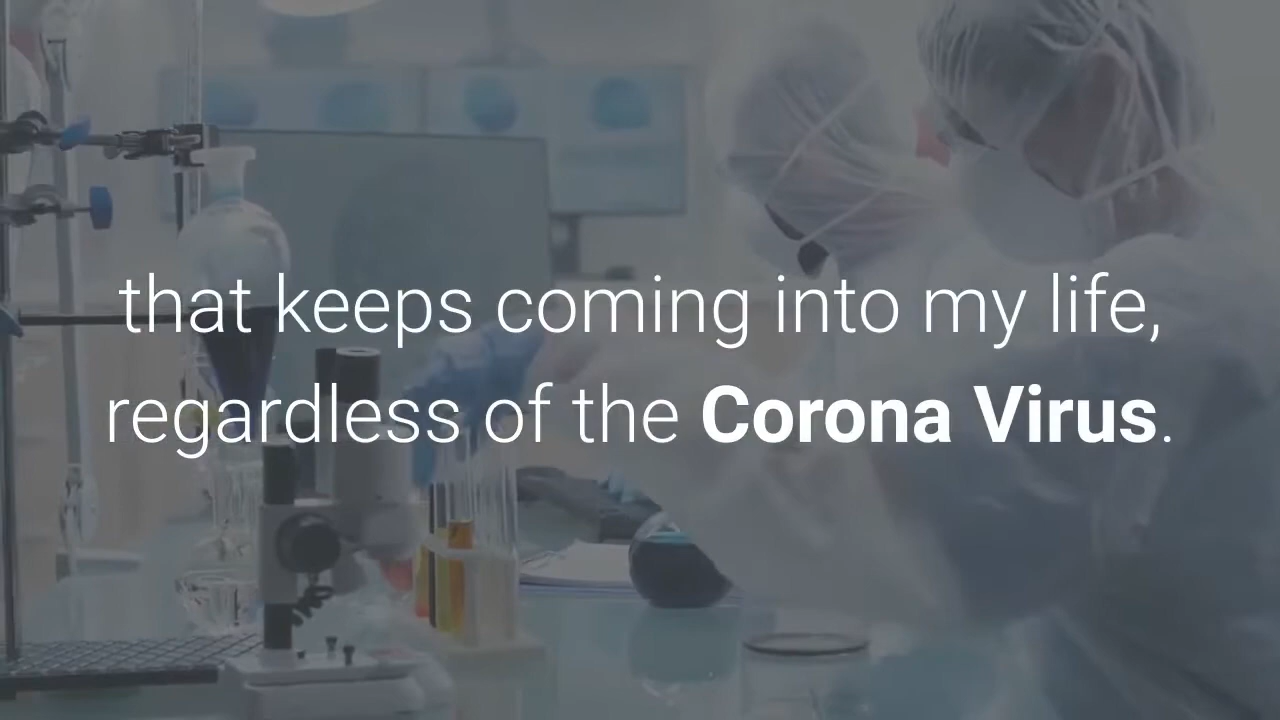 that keeps coming into my life,
regardless of the Corona Virus.